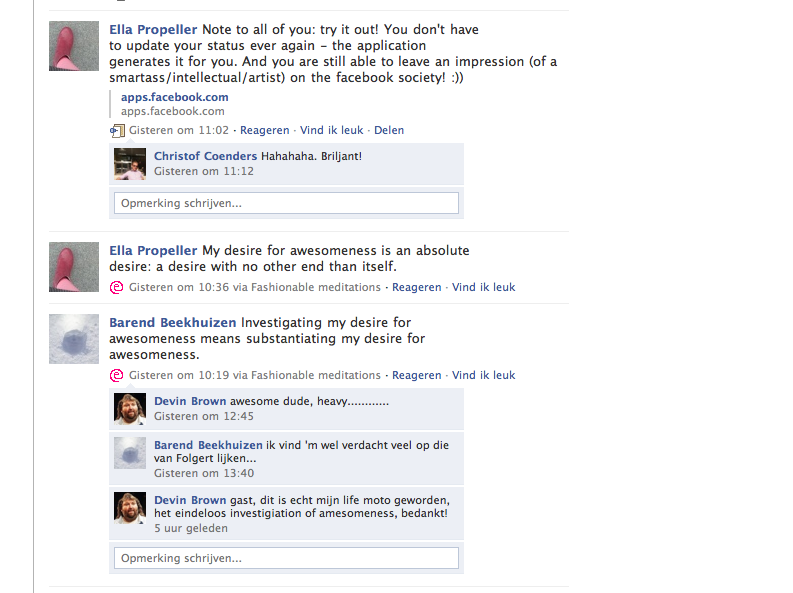 Ella Propeller Note to all of you: try it out! You don't have
to update your status ever again – the application
generates it for you. And you are still able to leave an impression (of a
smartass/intellectual/artist) on the facebook society! :))
apps.facebook.com
apps.facebook.com
Gisteren om 11:02 · Reageren · Vind ik leuk · Delen
Christof Coenders Hahahaha. Briljant!
Gisteren om 11:12
Opmerking schrijven...
Ella Propeller My desire for awesomeness is an absolute
desire: a desire with no other end than itself.
Gisteren om 10:36 via Fashionable meditations · Reageren · Vind ik leuk
Barend Beekhuizen Investigating my desire for
awesomeness means substantiating my desire for
awesomeness.
Gisteren om 10:19 via Fashionable meditations · Reageren · Vind ik leuk
Devin Brown awesome dude, heavy............
Gisteren om 12:45
Barend Beekhuizen ik vind 'm wel verdacht veel op die
van Folgert lijken...
Gisteren om 13:40
Devin Brown gast, dit is echt mijn life moto geworden,
het eindeloos investigiation of amesomeness, bedankt!
5 uur geleden
Opmerking schrijven...